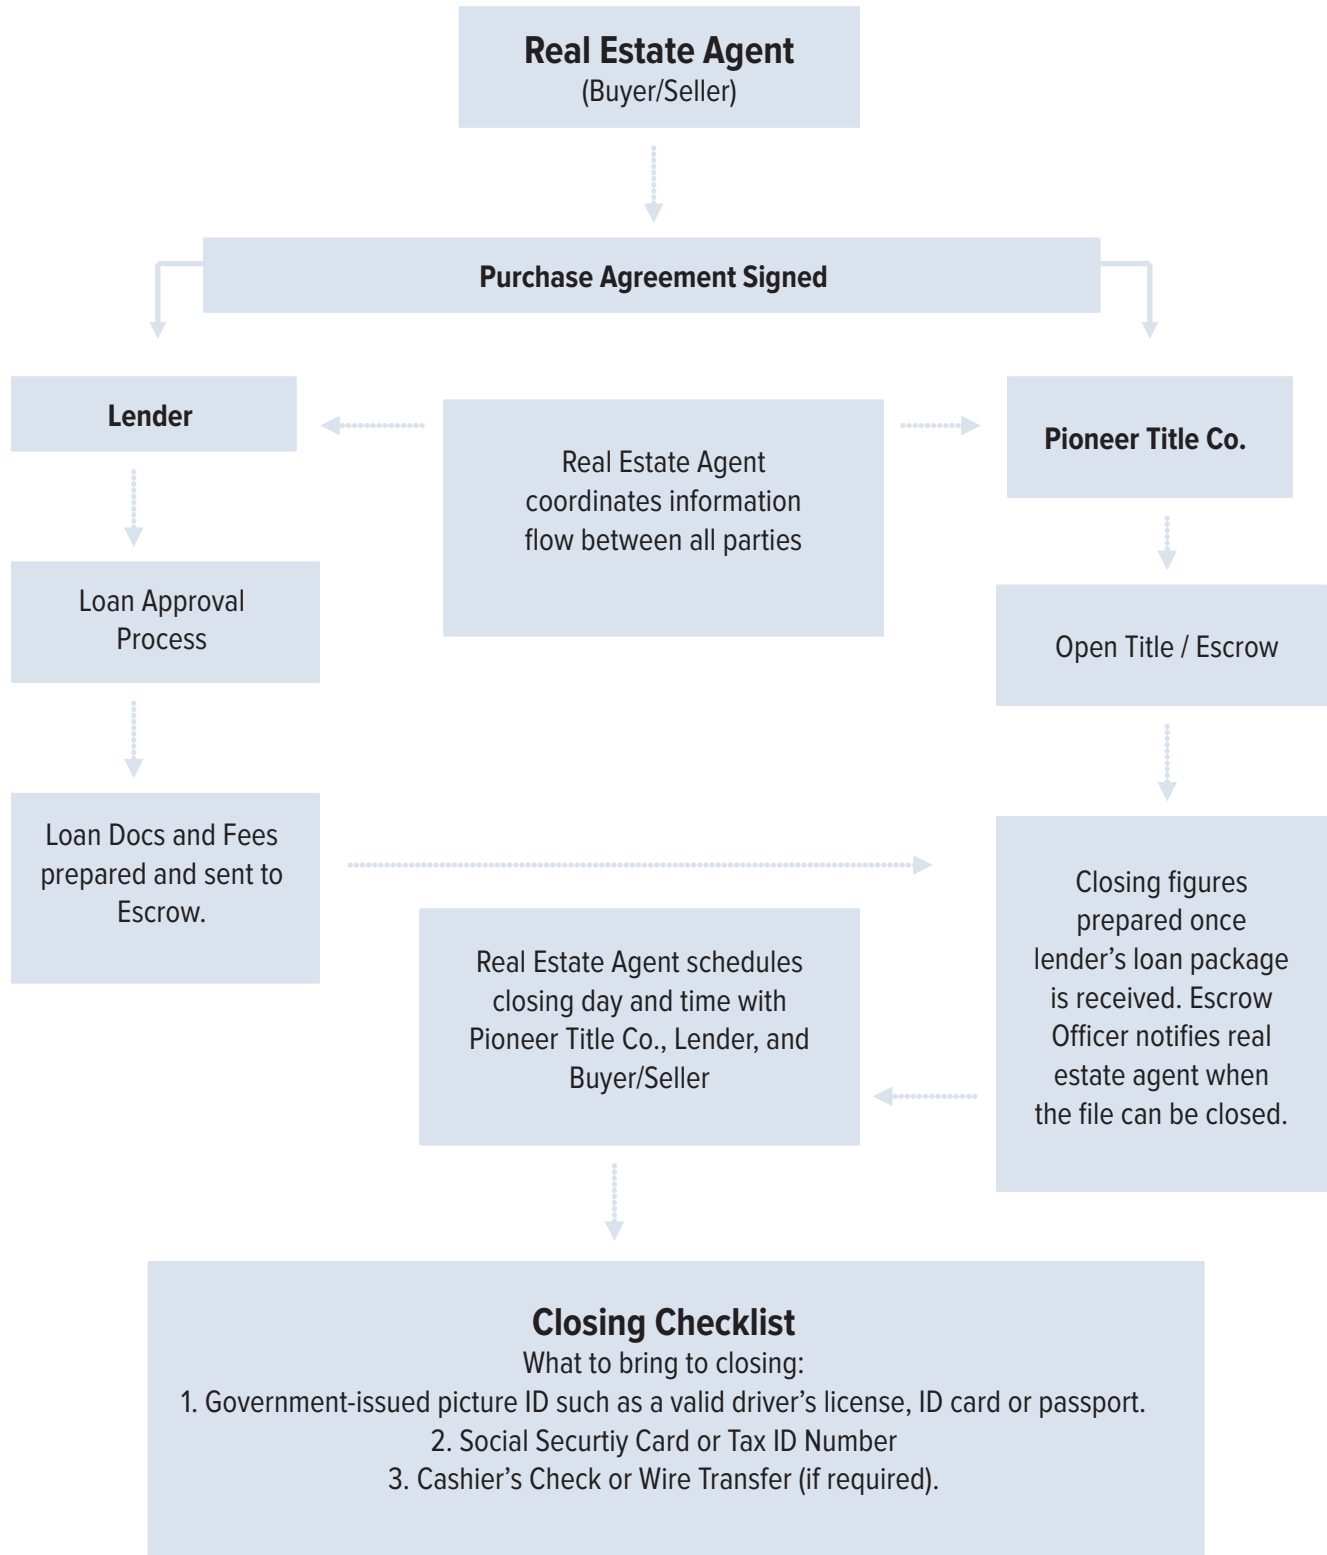 Real Estate Agent
(Buyer/Seller)
Purchase Agreement Signed
Lender
Real Estate Agent
coordinates information
flow between all parties
Pioneer Title Co.
Loan Approval
Process
Open Title / Escrow
Loan Docs and Fees
prepared and sent to
Escrow.
Closing figures
prepared once
lender’s loan package
is received. Escrow
Officer notifies real
estate agent when
the file can be closed.
Real Estate Agent schedules
closing day and time with
Pioneer Title Co., Lender, and
Buyer/Seller
Closing Checklist
What to bring to closing:
1. Government-issued picture ID such as a valid driver’s license, ID card or passport.
2. Social Securtiy Card or Tax ID Number
3. Cashier’s Check or Wire Transfer (if required).